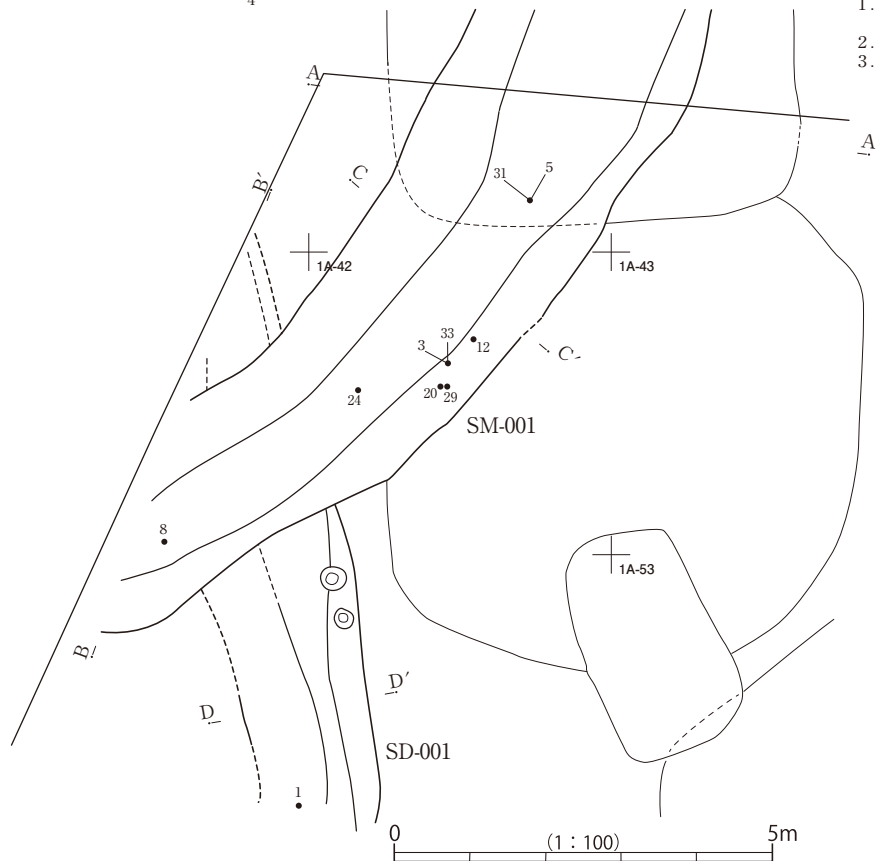 4
1.
2.
3.
A
A
B′
C
31 5
1A-42
1A-43
33
3
12
C′
24
20 29
SM-001
8
1A-53
B
D′
D
SD-001
1
0 (1：100) 5m